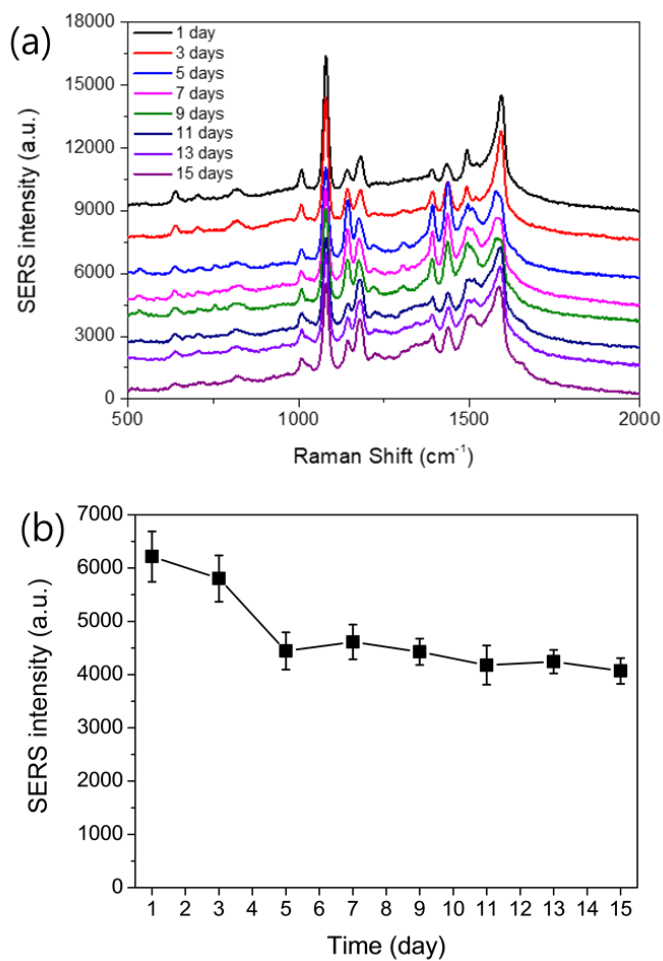 (a)
18000
15000
12000
9000
6000
3000
0
SERS intensity (a.u.)
1 day
3 days
5 days
7 days
9 days
11 days
13 days
15 days
500 1000 1500 2000
Raman Shift (cm⁻¹)
(b)
7000
6000
5000
4000
3000
2000
1000
0
SERS intensity (a.u.)
1 2 3 4 5 6 7 8 9 10 11 12 13 14 15
Time (day)